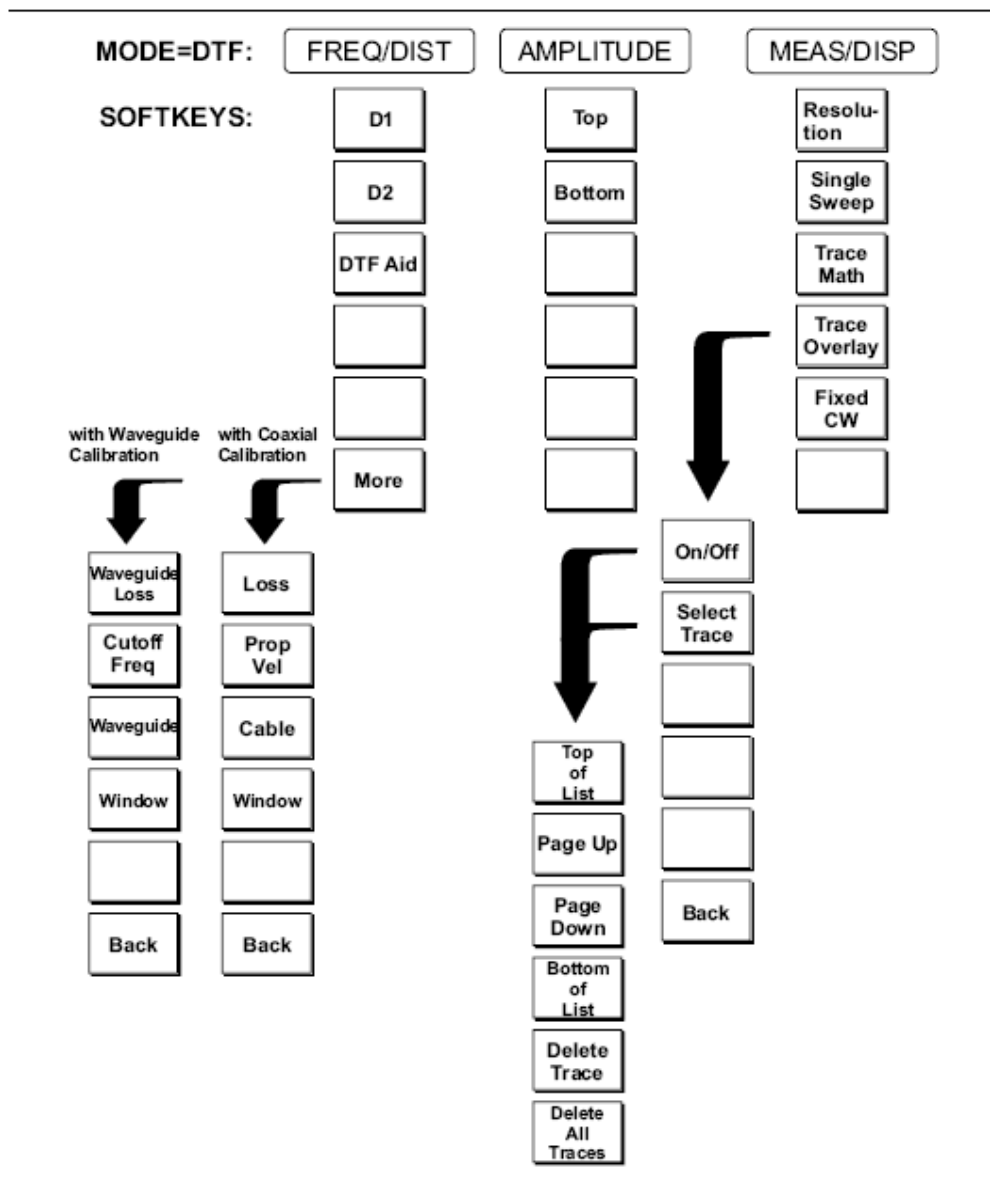 MODE=DTF: FREQ/DIST AMPLITUDE MEAS/DISP
SOFTKEYS:
D1
D2
DTF Aid
More
Top
Bottom
Resolu-
tion
Single
Sweep
Trace
Math
Trace
Overlay
Fixed
CW
with Waveguide
Calibration
with Coaxial
Calibration
Waveguide
Loss
Cutoff
Freq
Waveguide
Window
Back
Loss
Prop
Vel
Cable
Window
Back
On/Off
Select
Trace
Back
Top
of
List
Page Up
Page
Down
Bottom
of
List
Delete
Trace
Delete
All
Traces